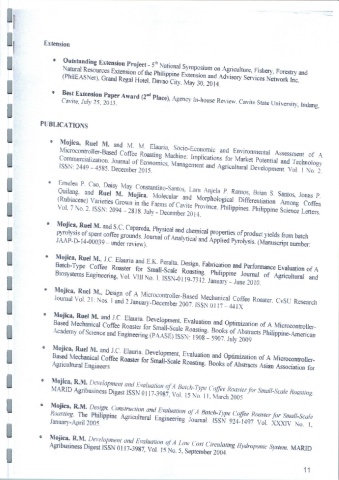 Extension
• Outstanding Extension Project - 5th National Symposium on Agriculture, Fishery, Forestry and
Natural Resources Extension of the Philippine Extension and Advisory Services Network Inc.
(PhilEASNet), Grand Regal Hotel, Davao City. May 30, 2014.
• Best Extension Paper Award (2nd Place), Agency In-house Review. Cavite State University, Indang,
Cavite, July 25, 2013.
PUBLICATIONS
• Mojica, Ruel M. and M. M. Elauria, Socio-Economic and Environmental Assessment of A
Microcontroller-Based Coffee Roasting Machine: Implications for Market Potential and Technology
Commercialization. Journal of Economics, Management and Agricultural Development. Vol. 1 No. 2.
ISSN: 2449 – 4585. December 2015.
• P. Cao, Daisy May Constantino-Santos, Lara Anjela P. Ramos, Brian S. Santos, Jonas P.
Quilang, and Ruel M. Mojica. Molecular and Morphological Differentiation Among Coffea
(Rubiaceae) Varieties Grown in the Farms of Cavite Province, Philippines. Philippine Science Letters.
Vol. 7 No. 2. ISSN: 2094 - 2818 July - December 2014.
• Mojica, Ruel M. and S.C. Capareda, Physical and chemical properties of product yields from batch
pyrolysis of spent coffee grounds. Journal of Analytical and Applied Pyrolysis. (Manuscript number:
JAAP-D-14-00039 – under review).
• Mojica, Ruel M., J.C. Elauria and E.K. Peralta. Design, Fabrication and Performance Evaluation of A
Batch-Type Coffee Roaster for Small-Scale Roasting. Philippine Journal of Agricultural and
Biosystems Engineering. Vol. VIII No. 1. ISSN-0119-7342. January – June 2010.
• Mojica, Ruel M., Design of A Microcontroller-Based Mechanical Coffee Roaster. CvSU Research
Journal Vol. 21: Nos. 1 and 2 January-December 2007. ISSN 0117 – 441X
• Mojica, Ruel M. and J.C. Elauria. Development, Evaluation and Optimization of A Microcontroller-
Based Mechanical Coffee Roaster for Small-Scale Roasting. Books of Abstracts Philippine-American
Academy of Science and Engineering (PAASE) ISSN: 1908 – 5907. July 2009
• Mojica, Ruel M. and J.C. Elauria. Development, Evaluation and Optimization of A Microcontroller-
Based Mechanical Coffee Roaster for Small-Scale Roasting. Books of Abstracts Asian Association for
Agricultural Engineers
• Mojica, R.M. Development and Evaluation of A Batch-Type Coffee Roaster for Small-Scale Roasting.
MARID Agribusiness Digest ISSN 0117-3987, Vol. 15 No. 11, March 2005
• Mojica, R.M. Design, Construction and Evaluation of A Batch-Type Coffee Roaster for Small-Scale
Roasting. The Philippine Agricultural Engineering Journal. ISSN 924-1497 Vol. XXXIV No. 1,
January-April 2005.
• Mojica, R.M. Development and Evaluation of A Low Cost Circulating Hydroponic System. MARID
Agribusiness Digest ISSN 0117-3987, Vol. 15 No. 5, September 2004
11